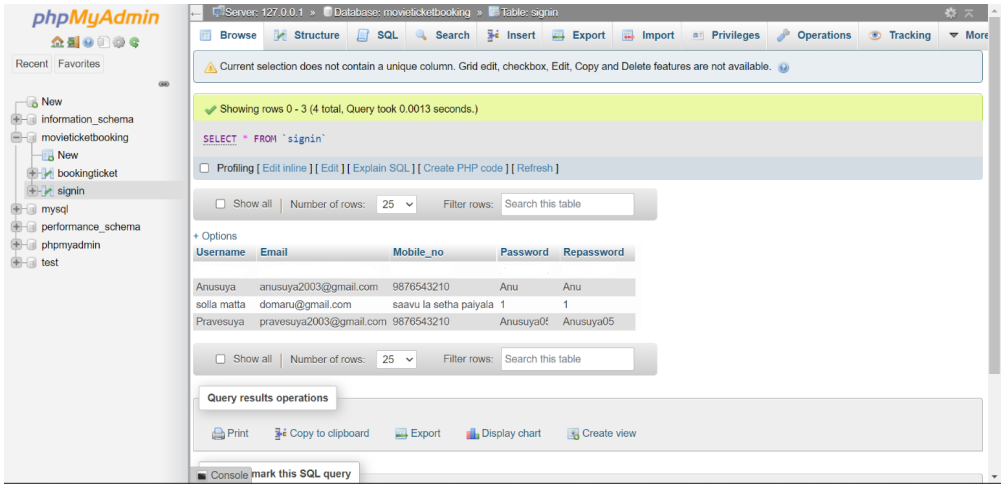 phpMyAdmin
Recent Favorites
New
information_schema
movieticketbooking
New
bookingticket
signin
mysql
performance_schema
phpmyadmin
test
Server: 127.0.0.1 » Database: movieticketbooking » Table: signin
Browse Structure SQL Search Insert Export Import Privileges Operations Tracking More
Current selection does not contain a unique column. Grid edit, checkbox, Edit, Copy and Delete features are not available.
Showing rows 0 - 3 (4 total, Query took 0.0013 seconds.)
SELECT * FROM `signin`
Profiling [ Edit inline ] [ Edit ] [ Explain SQL ] [ Create PHP code ] [ Refresh ]
Show all | Number of rows: 25 Filter rows: Search this table
+ Options
Username Email Mobile_no Password Repassword
Anusuya anusuya2003@gmail.com 9876543210 Anu Anu
solla matta domaru@gmail.com saavu la setha paiyala 1 1
Pravesuya pravesuya2003@gmail.com 9876543210 Anusuya05 Anusuya05
Show all | Number of rows: 25 Filter rows: Search this table
Query results operations
Print Copy to clipboard Export Display chart Create view
Console mark this SQL query